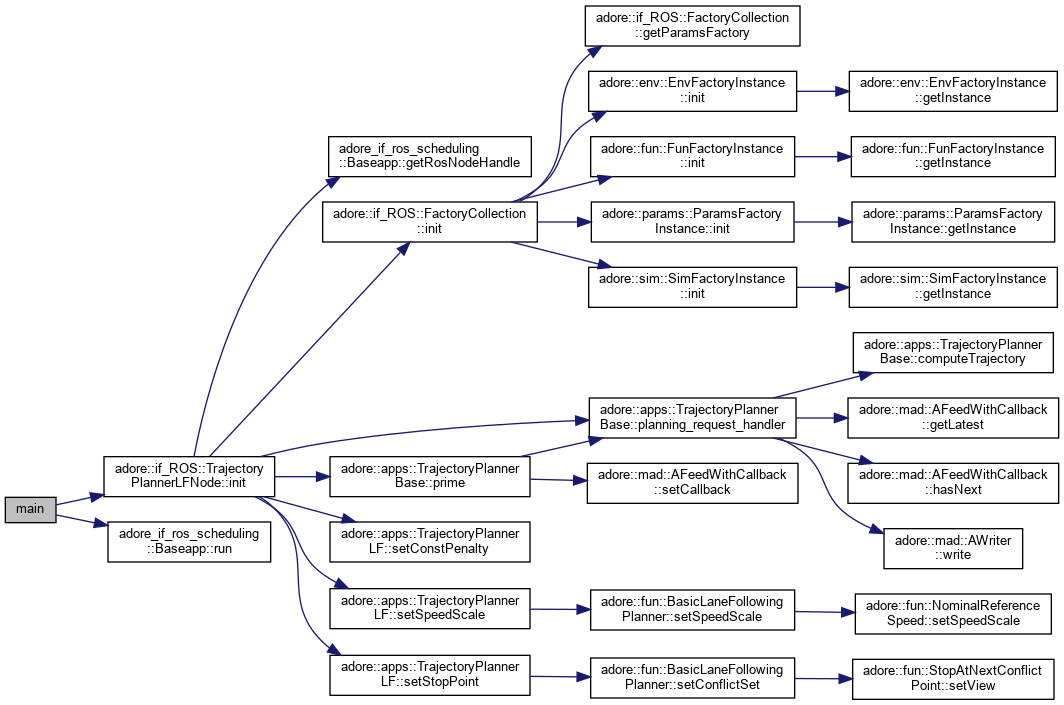 main
adore::if_ROS::Trajectory
PlannerLFNode::init
adore_if_ros_scheduling
::Baseapp::run
adore_if_ros_scheduling
::Baseapp::getRosNodeHandle
adore::if_ROS::FactoryCollection
::init
adore::apps::TrajectoryPlanner
Base::prime
adore::apps::TrajectoryPlanner
LF::setConstPenalty
adore::apps::TrajectoryPlanner
LF::setSpeedScale
adore::apps::TrajectoryPlanner
LF::setStopPoint
adore::if_ROS::FactoryCollection
::getParamsFactory
adore::env::EnvFactoryInstance
::init
adore::fun::FunFactoryInstance
::init
adore::params::ParamsFactory
Instance::init
adore::sim::SimFactoryInstance
::init
adore::apps::TrajectoryPlanner
Base::planning_request_handler
adore::mad::AFeedWithCallback
::setCallback
adore::fun::BasicLaneFollowing
Planner::setSpeedScale
adore::fun::BasicLaneFollowing
Planner::setConflictSet
adore::env::EnvFactoryInstance
::getInstance
adore::fun::FunFactoryInstance
::getInstance
adore::params::ParamsFactory
Instance::getInstance
adore::sim::SimFactoryInstance
::getInstance
adore::apps::TrajectoryPlanner
Base::computeTrajectory
adore::mad::AFeedWithCallback
::getLatest
adore::mad::AFeedWithCallback
::hasNext
adore::mad::AWriter
::write
adore::fun::NominalReference
Speed::setSpeedScale
adore::fun::StopAtNextConflict
Point::setView